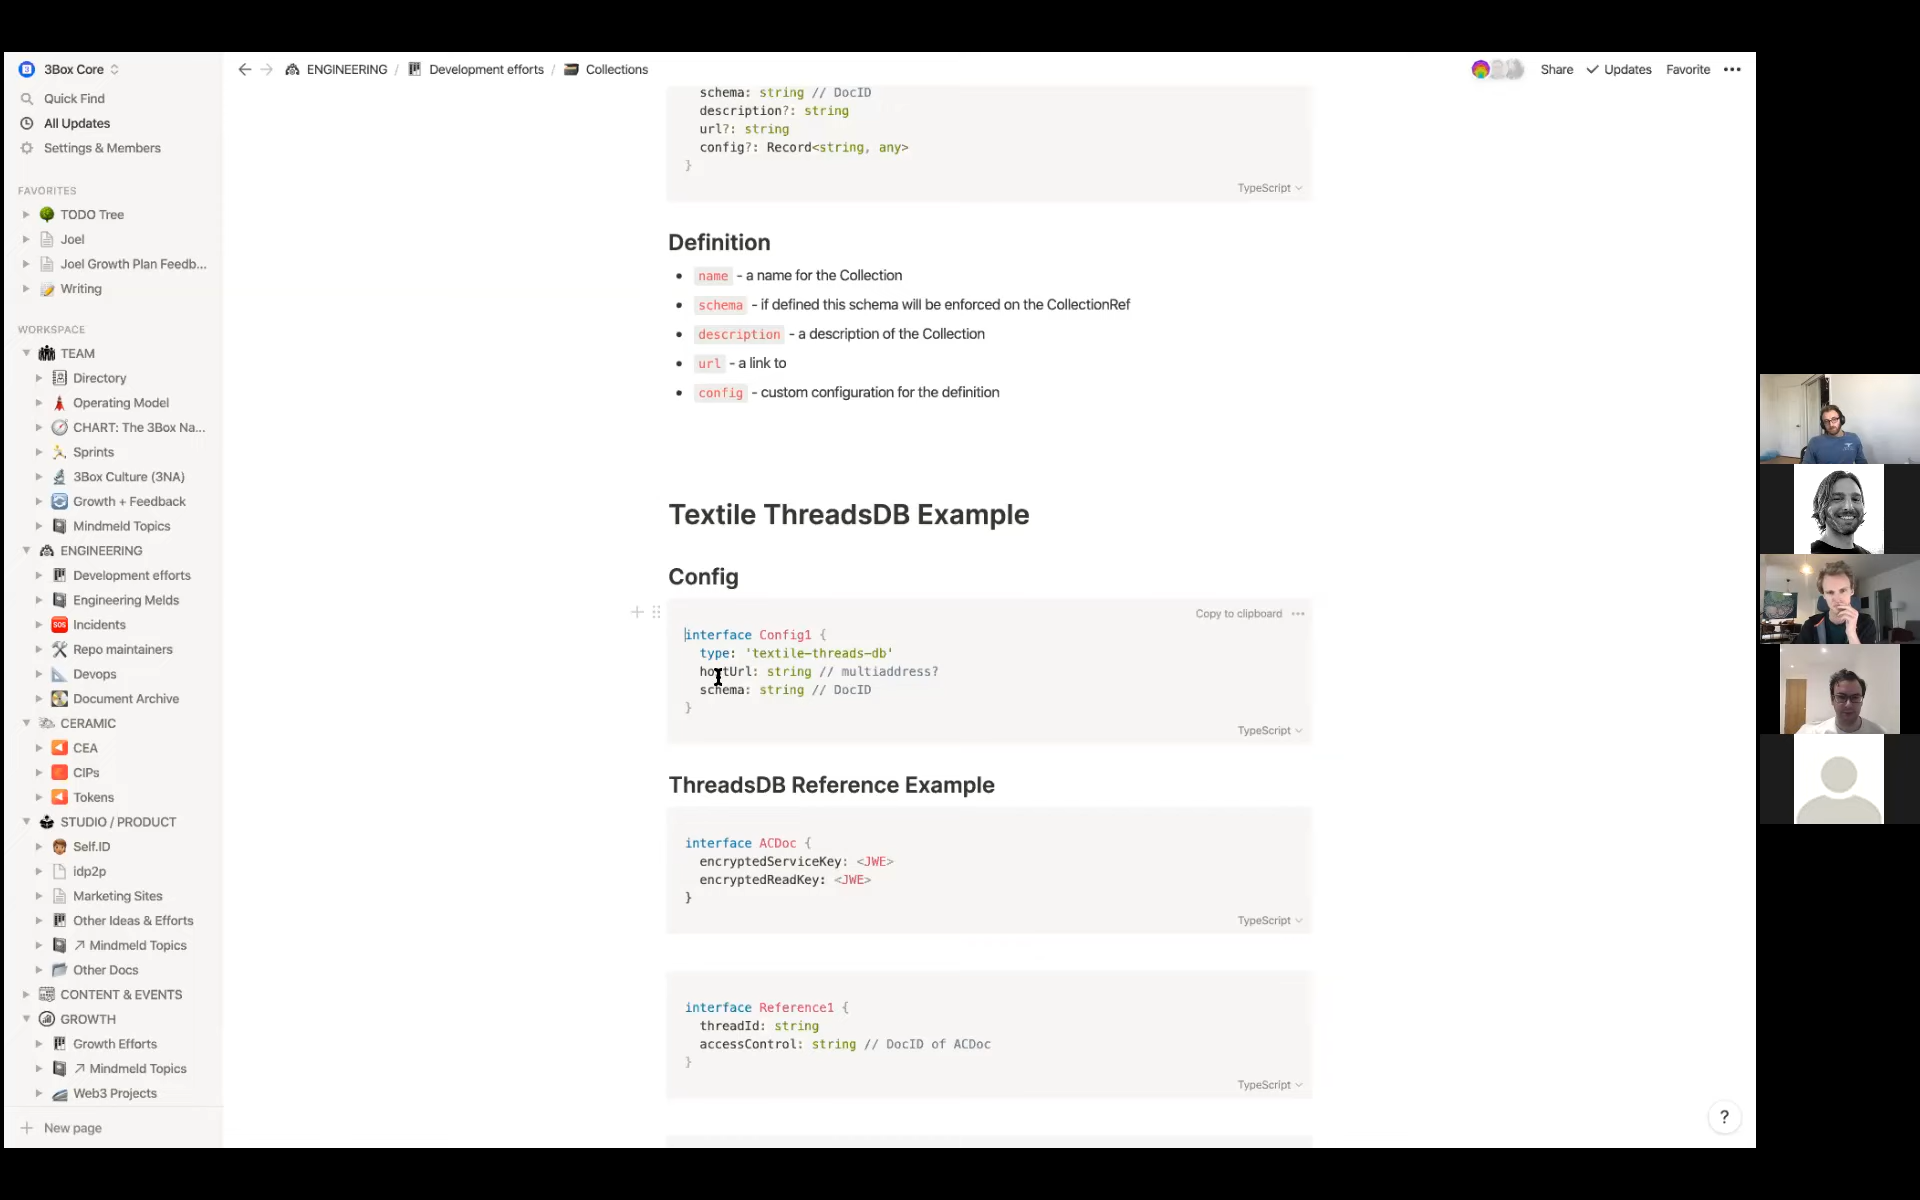 3Box Core
Quick Find
All Updates
Settings & Members
FAVORITES
TODO Tree
Joel
Joel Growth Plan Feedb...
Writing
WORKSPACE
TEAM
Directory
Operating Model
CHART: The 3Box Na...
Sprints
3Box Culture (3NA)
Growth + Feedback
Mindmeld Topics
ENGINEERING
Development efforts
Engineering Melds
SOS Incidents
Repo maintainers
Devops
Document Archive
CERAMIC
CEA
CIPs
Tokens
STUDIO / PRODUCT
Self.ID
idp2p
Marketing Sites
Other Ideas & Efforts
Mindmeld Topics
Other Docs
CONTENT & EVENTS
GROWTH
Growth Efforts
Mindmeld Topics
Web3 Projects
New page
ENGINEERING / Development efforts / Collections
Share Updates Favorite
schema: string // DocID
description?: string
url?: string
config?: Record<string, any>
}
TypeScript
Definition
name - a name for the Collection
schema - if defined this schema will be enforced on the CollectionRef
description - a description of the Collection
url - a link to
config - custom configuration for the definition
Textile ThreadsDB Example
Config
Copy to clipboard
interface Config1 {
type: 'textile-threads-db'
hostUrl: string // multiaddress?
schema: string // DocID
}
TypeScript
ThreadsDB Reference Example
interface ACDoc {
encryptedServiceKey: <JWE>
encryptedReadKey: <JWE>
}
TypeScript
interface Reference1 {
threadId: string
accessControl: string // DocID of ACDoc
}
TypeScript
?